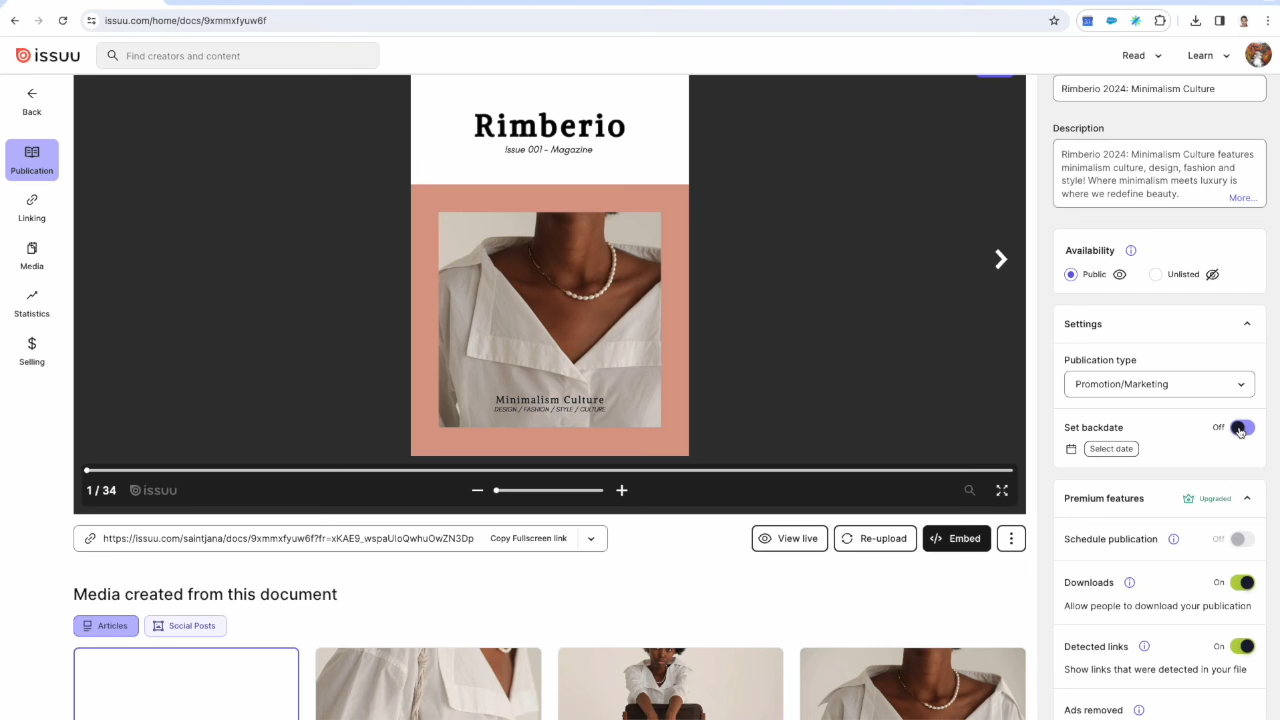 issuu.com/home/docs/9xmmxfyuw6f
issuu
Find creators and content
Read
Learn
Back
Publication
Linking
Media
Statistics
Selling
Rimberio
Issue 001 - Magazine
Minimalism Culture
DESIGN / FASHION / STYLE / CULTURE
1 / 34
issuu
https://issuu.com/saintjana/docs/9xmmxfyuw6f?fr=xKAE9_wspaUloQwhuOwZN3Dp
Copy Fullscreen link
View live
Re-upload
Embed
Media created from this document
Articles
Social Posts
Rimberio 2024: Minimalism Culture
Description
Rimberio 2024: Minimalism Culture features
minimalism culture, design, fashion and
style! Where minimalism meets luxury is
where we redefine beauty.
More...
Availability
Public
Unlisted
Settings
Publication type
Promotion/Marketing
Set backdate
Off
Select date
Premium features
Upgraded
Schedule publication
Off
Downloads
On
Allow people to download your publication
Detected links
On
Show links that were detected in your file
Ads removed